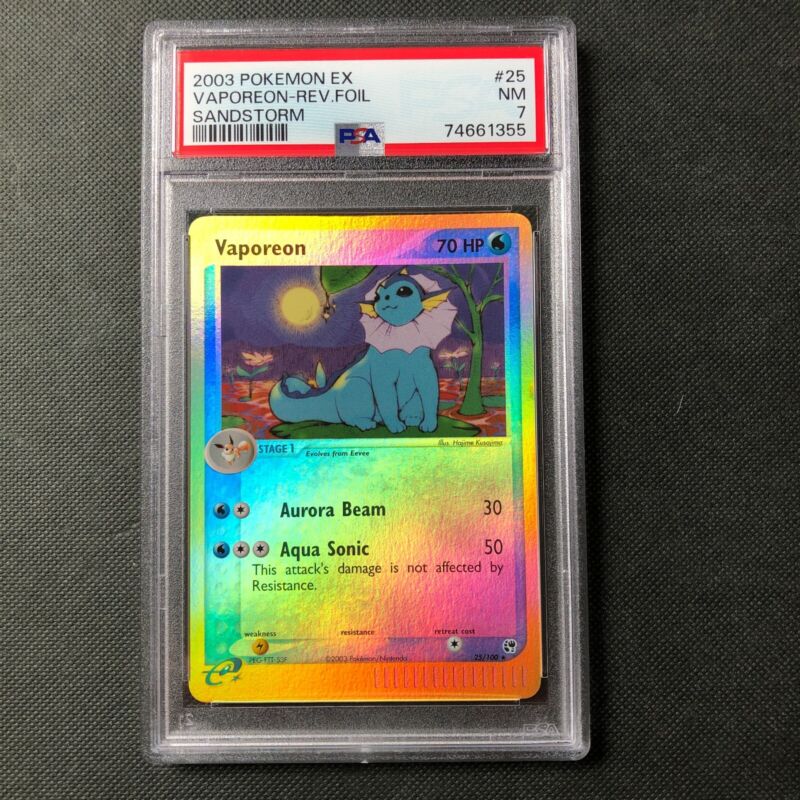 2003 POKEMON EX #25
VAPOREON-REV.FOIL NM
SANDSTORM 7
PSA 74661355
Vaporeon 70 HP
Illus. Hajime Kusajima
STAGE 1
Evolves from Eevee
Aurora Beam 30
Aqua Sonic 50
This attack's damage is not affected by
Resistance.
weakness resistance retreat cost
©2003 Pokémon/Nintendo 25/100 ★
e
PSA